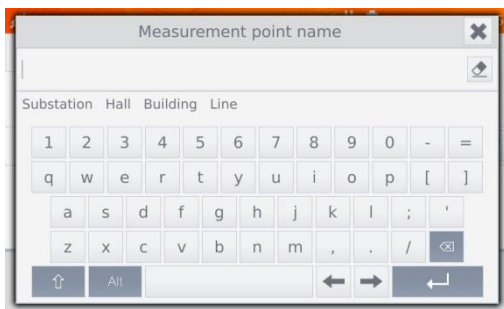 Measurement point name
Substation Hall Building Line
1 2 3 4 5 6 7 8 9 0 - =
q w e r t y u i o p [ ]
a s d f g h j k l ; '
z x c v b n m , . /
Alt